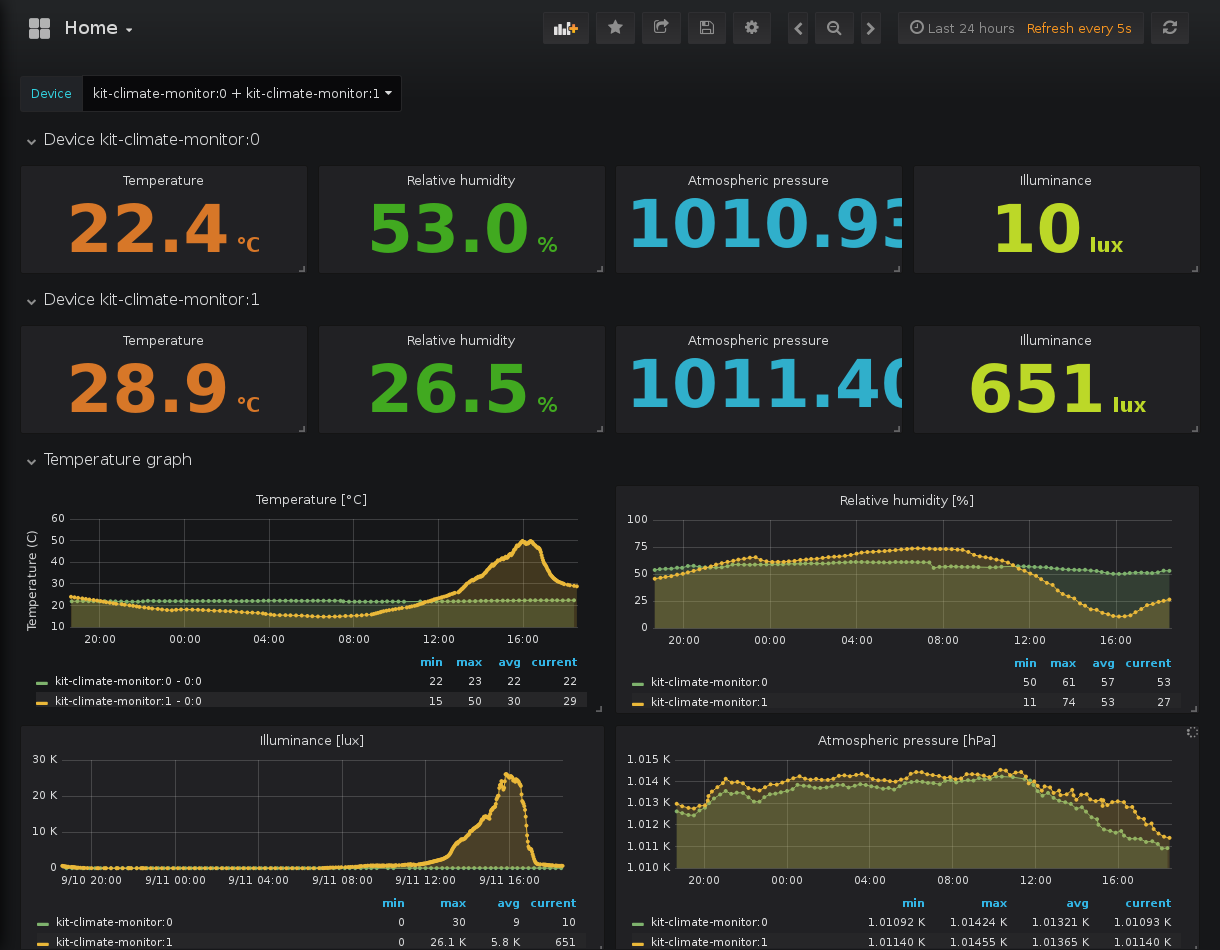 Home
Last 24 hours Refresh every 5s
Device kit-climate-monitor:0 + kit-climate-monitor:1
Device kit-climate-monitor:0
Temperature Relative humidity Atmospheric pressure Illuminance
22.4 °C 53.0 % 1010.93 10 lux
Device kit-climate-monitor:1
Temperature Relative humidity Atmospheric pressure Illuminance
28.9 °C 26.5 % 1011.40 651 lux
Temperature graph
Temperature [°C]
Temperature (C)
60
50
40
30
20
10
20:00 00:00 04:00 08:00 12:00 16:00
min max avg current
kit-climate-monitor:0 - 0:0 22 23 22 22
kit-climate-monitor:1 - 0:0 15 50 30 29
Relative humidity [%]
100
75
50
25
0
20:00 00:00 04:00 08:00 12:00 16:00
min max avg current
kit-climate-monitor:0 50 61 57 53
kit-climate-monitor:1 11 74 53 27
Illuminance [lux]
30 K
20 K
10 K
0
9/10 20:00 9/11 00:00 9/11 04:00 9/11 08:00 9/11 12:00 9/11 16:00
min max avg current
kit-climate-monitor:0 0 30 9 10
kit-climate-monitor:1 0 26.1 K 5.8 K 651
Atmospheric pressure [hPa]
1.015 K
1.014 K
1.013 K
1.012 K
1.011 K
1.010 K
20:00 00:00 04:00 08:00 12:00 16:00
min max avg current
kit-climate-monitor:0 1.01092 K 1.01424 K 1.01321 K 1.01093 K
kit-climate-monitor:1 1.01140 K 1.01455 K 1.01365 K 1.01140 K